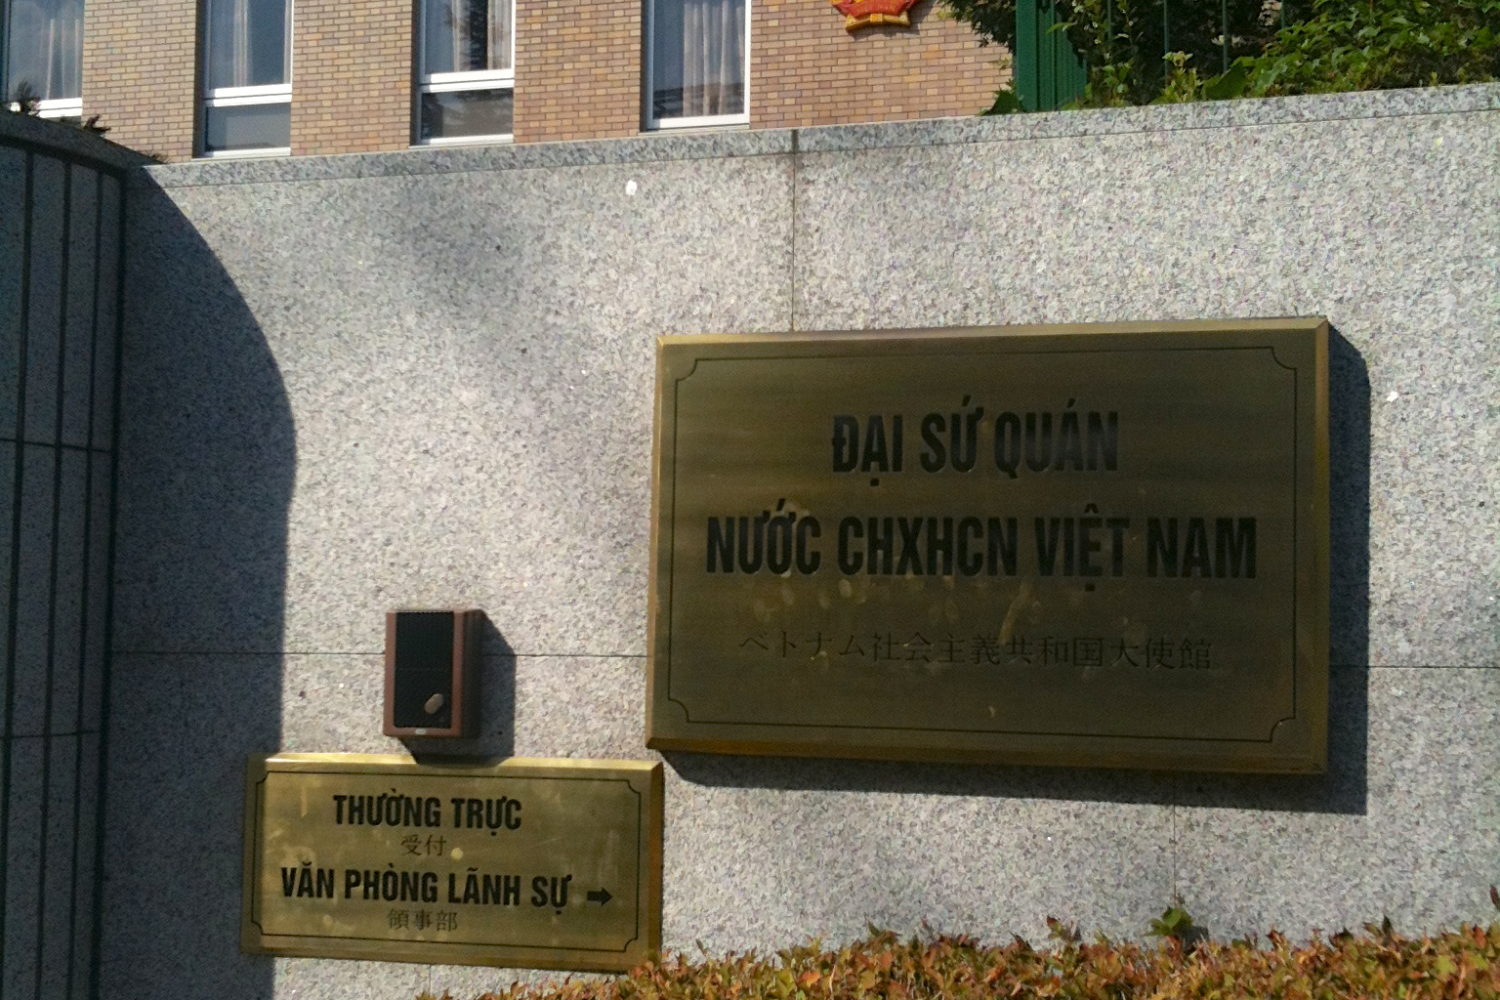 ĐẠI SỨ QUÁN
NƯỚC CHXHCN VIỆT NAM
ベトナム社会主義共和国大使館
THƯỜNG TRỰC
受付
VĂN PHÒNG LÃNH SỰ →
領事部